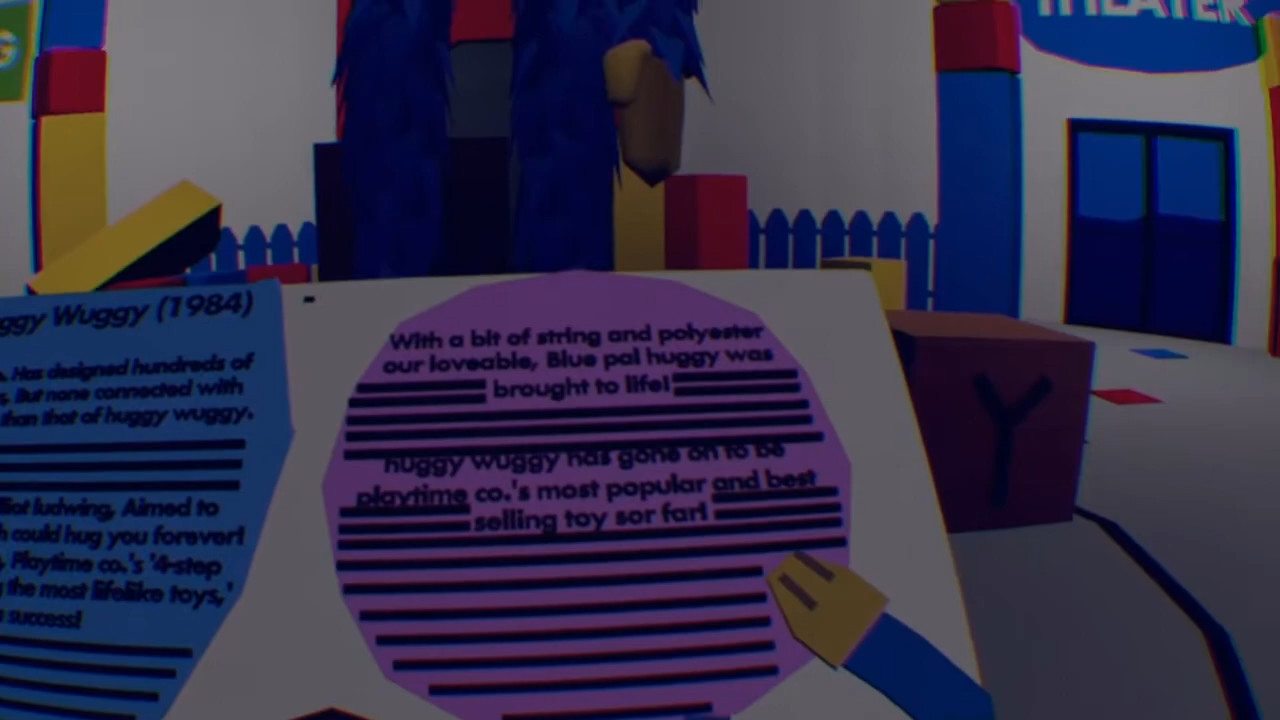 THEATER
G
ggy Wuggy (1984)
. Has designed hundreds of
s. But none connected with
than that of huggy wuggy.
lliot ludwing, Aimed to
h could hug you forever!
, Playtime co.'s '4-step
g the most lifelike toys,'
s success!
With a bit of string and polyester
our loveable, Blue pal huggy was
brought to life!
huggy wuggy has gone on to be
playtime co.'s most popular and best
selling toy sor far!
Y